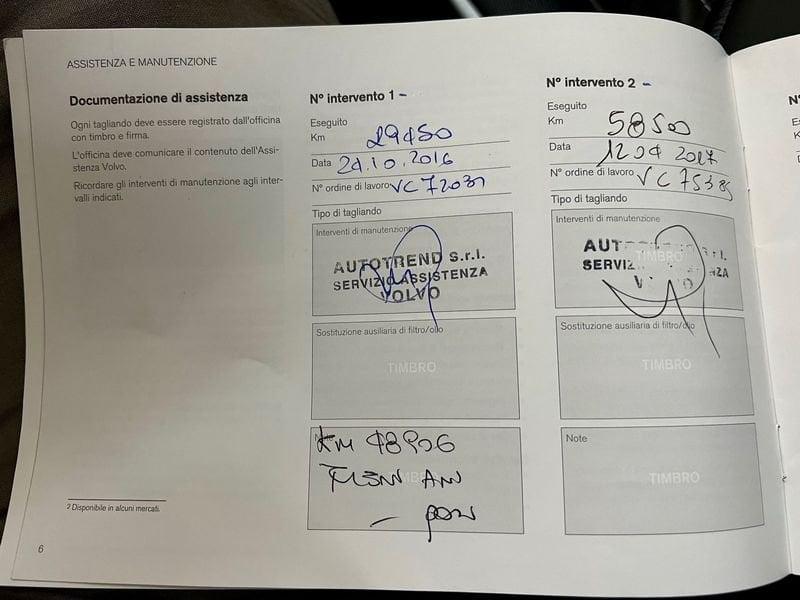 ASSISTENZA E MANUTENZIONE
Documentazione di assistenza
Ogni tagliando deve essere registrato dall'officina
con timbro e firma.
L'officina deve comunicare il contenuto dell'Assi-
stenza Volvo.
Ricordare gli interventi di manutenzione agli inter-
valli indicati.
2 Disponibile in alcuni mercati.
6
N° intervento 1 -
Eseguito
Km 29450
Data 24.10.2016
N° ordine di lavoro VC 72031
Tipo di tagliando
Interventi di manutenzione
AUTOTREND S.r.l.
SERVIZIO ASSISTENZA
VOLVO
Sostituzione ausiliaria di filtro/olio
TIMBRO
Km 48906
N° intervento 2 -
Eseguito
Km 58500
Data 12 04 2017
N° ordine di lavoro VC 75385
Tipo di tagliando
Interventi di manutenzione
TIMBRO
Sostituzione ausiliaria di filtro/olio
TIMBRO
Note
TIMBRO